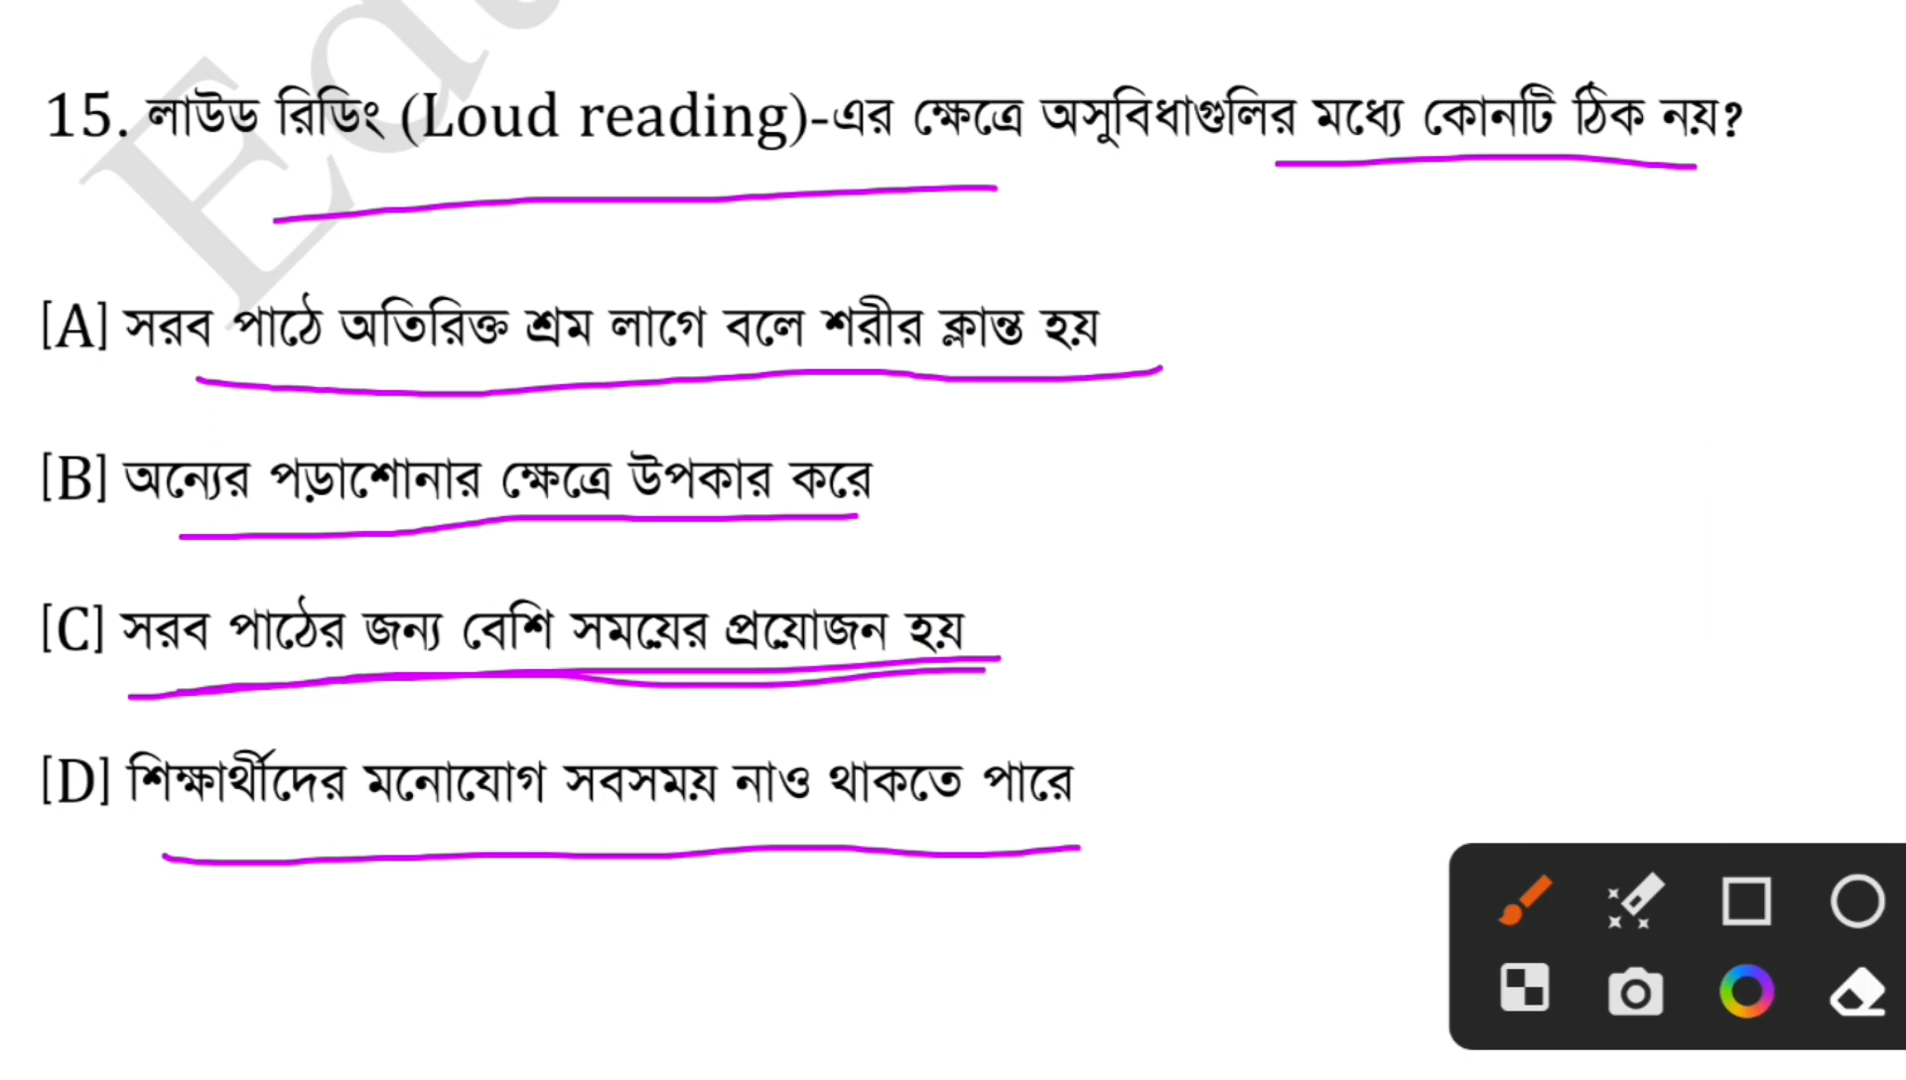 15. লাউড রিডিং (Loud reading)-এর ক্ষেত্রে অসূবিধাগুলির মধ্যে কোনটি ঠিক নয়?
[A] সরব পাঠে অতিরিক্ত শ্রম লাগে বলে শরীর ক্লান্ত হয়
[B] অন্যের পড়াশোনার ক্ষেত্রে উপকার করে
[C] সরব পাঠের জন্য বেশি সময়ের প্রয়োজন হয়
[D] শিক্ষার্থীদের মনোযোগ সবসময় নাও থাকতে পারে